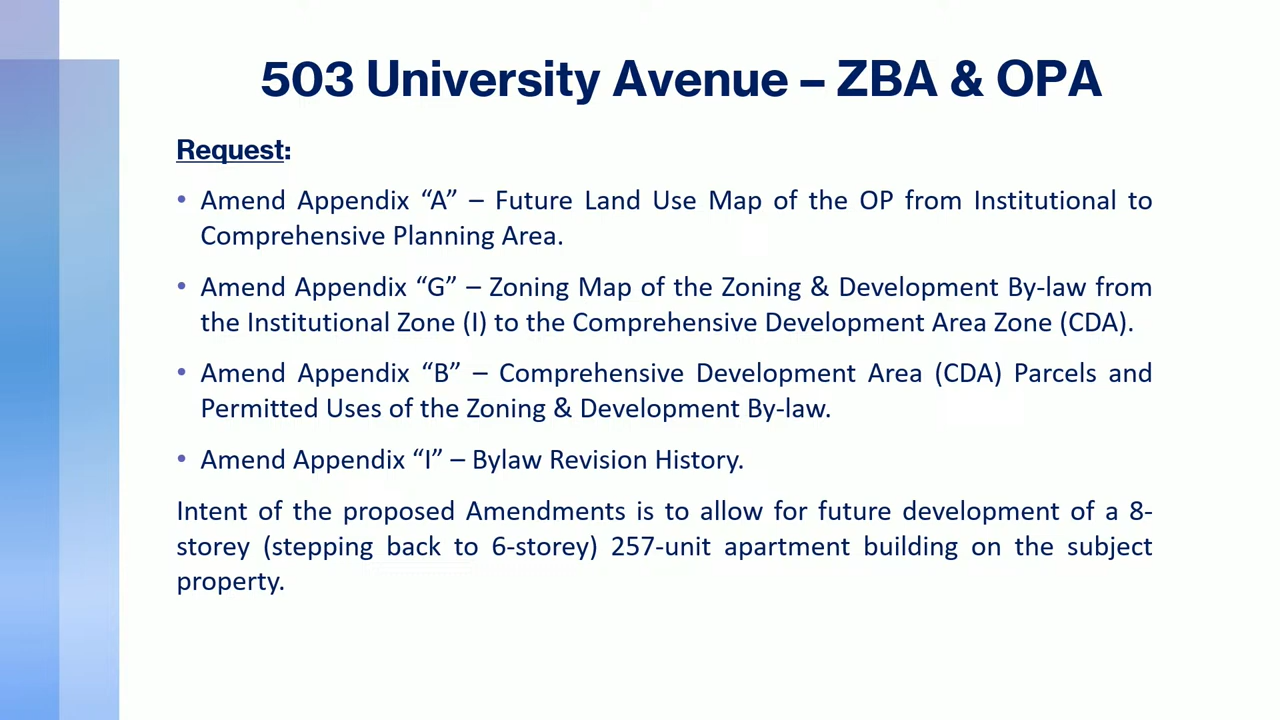 503 University Avenue – ZBA & OPA
Request:
• Amend Appendix “A” – Future Land Use Map of the OP from Institutional to
Comprehensive Planning Area.
• Amend Appendix “G” – Zoning Map of the Zoning & Development By-law from
the Institutional Zone (I) to the Comprehensive Development Area Zone (CDA).
• Amend Appendix “B” – Comprehensive Development Area (CDA) Parcels and
Permitted Uses of the Zoning & Development By-law.
• Amend Appendix “I” – Bylaw Revision History.
Intent of the proposed Amendments is to allow for future development of a 8-
storey (stepping back to 6-storey) 257-unit apartment building on the subject
property.